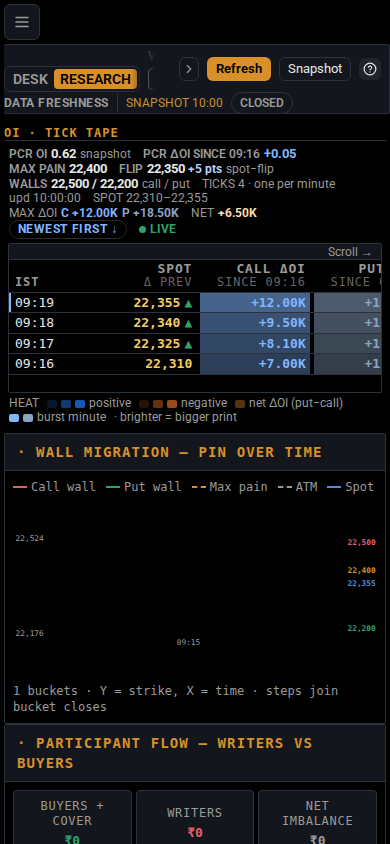 Refresh
Snapshot
DESK
RESEARCH
DATA FRESHNESS
SNAPSHOT 10:00
CLOSED
OI · TICK TAPE
PCR OI 0.62 snapshot PCR ΔOI SINCE 09:16 +0.05
MAX PAIN 22,400 FLIP 22,350 +5 pts spot−flip
WALLS 22,500 / 22,200 call / put TICKS 4 · one per minute
upd 10:00:00 SPOT 22,310–22,355
MAX ΔOI C +12.00K P +18.50K NET +6.50K
NEWEST FIRST ↓ ● LIVE
Scroll →
SPOT CALL ΔOI PUT
IST Δ PREV SINCE 09:16 SINCE
09:19 22,355 ▲ +12.00K +1
09:18 22,340 ▲ +9.50K +1
09:17 22,325 ▲ +8.10K +1
09:16 22,310 +7.00K +1
HEAT positive negative net ΔOI (put−call)
burst minute · brighter = bigger print
· WALL MIGRATION — PIN OVER TIME
Call wall Put wall Max pain ATM Spot
22,524
22,500
22,400
22,355
22,176
22,200
09:15
1 buckets · Y = strike, X = time · steps join
bucket closes
· PARTICIPANT FLOW — WRITERS VS
BUYERS
BUYERS +
COVER
₹0
WRITERS
₹0
NET
IMBALANCE
₹0